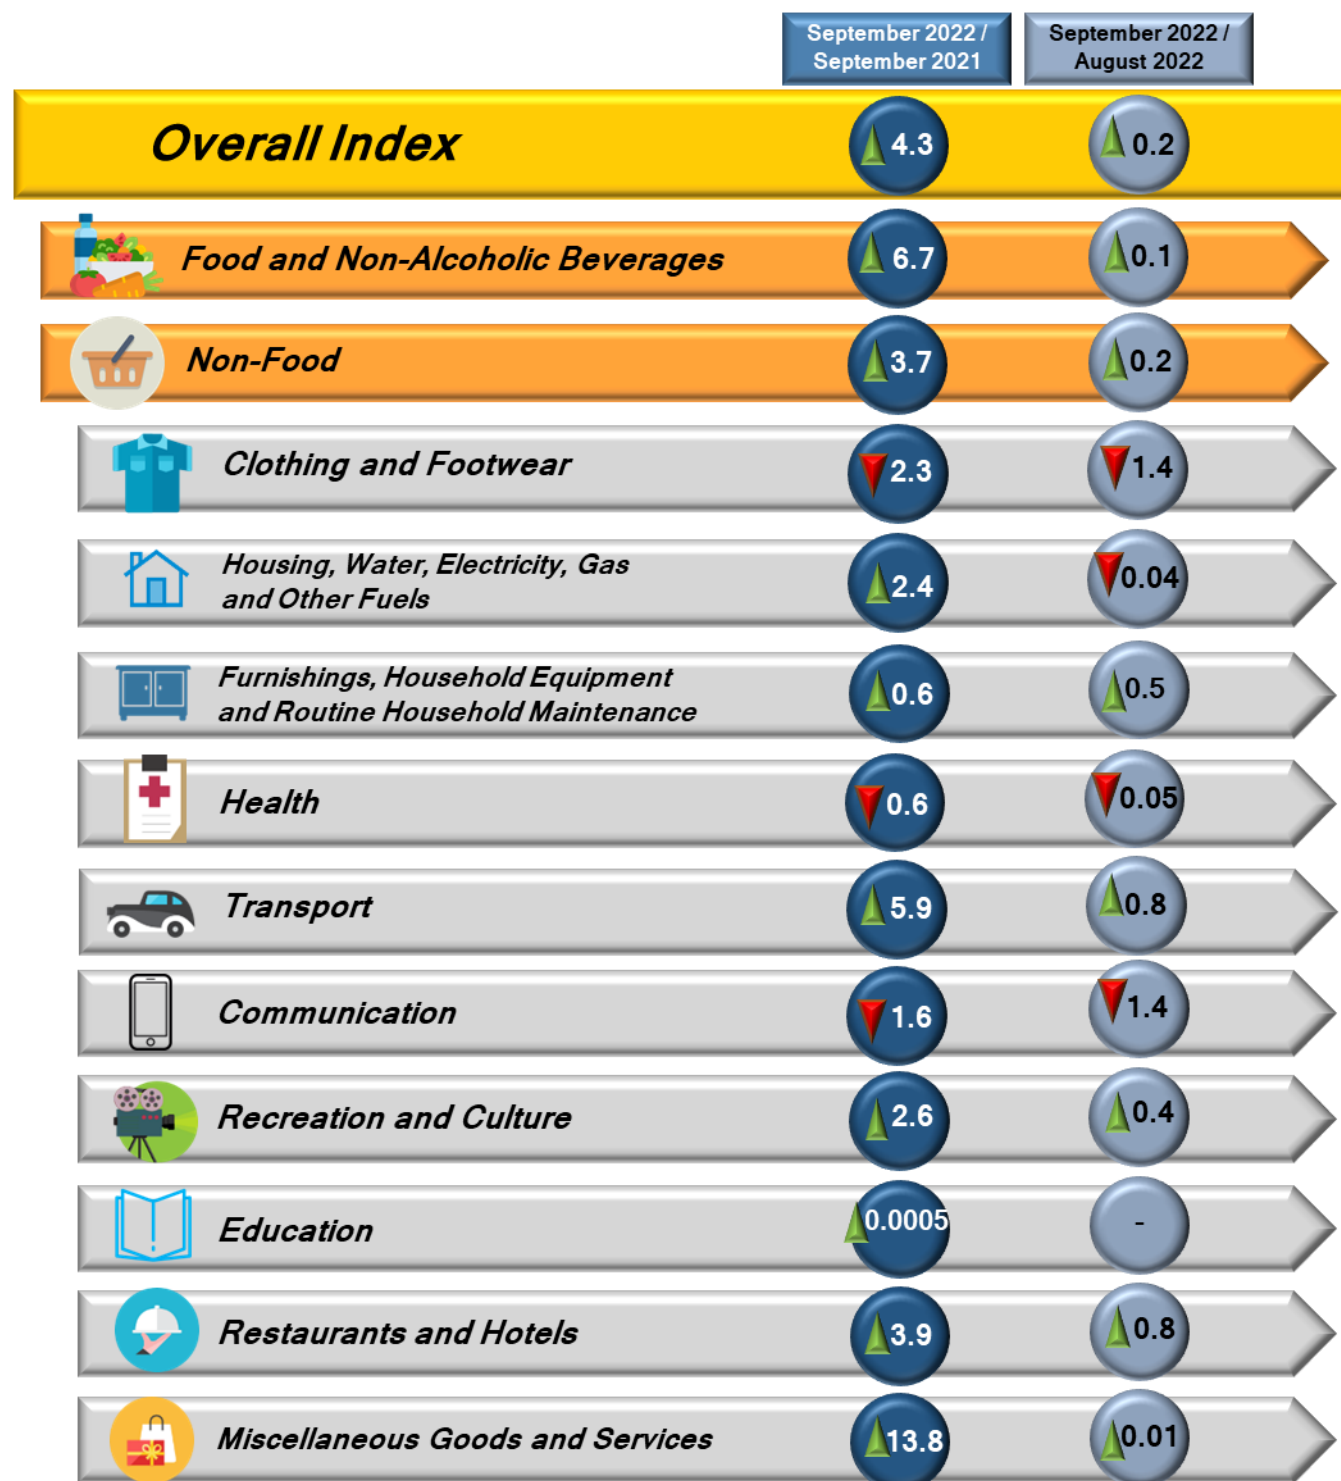 September 2022 /
September 2021
September 2022 /
August 2022
Overall Index
4.3
0.2
Food and Non-Alcoholic Beverages
6.7
0.1
Non-Food
3.7
0.2
Clothing and Footwear
2.3
1.4
Housing, Water, Electricity, Gas
and Other Fuels
2.4
0.04
Furnishings, Household Equipment
and Routine Household Maintenance
0.6
0.5
Health
0.6
0.05
Transport
5.9
0.8
Communication
1.6
1.4
Recreation and Culture
2.6
0.4
Education
0.0005
-
Restaurants and Hotels
3.9
0.8
Miscellaneous Goods and Services
13.8
0.01